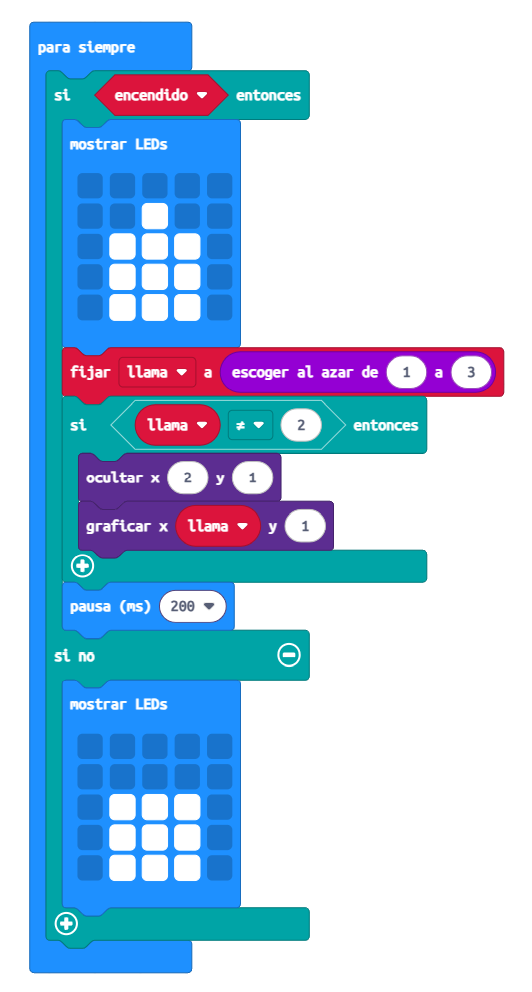 para siempre
si encendido entonces
mostrar LEDs
fijar llama a escoger al azar de 1 a 3
si llama ≠ 2 entonces
ocultar x 2 y 1
graficar x llama y 1
pausa (ms) 200
si no
mostrar LEDs